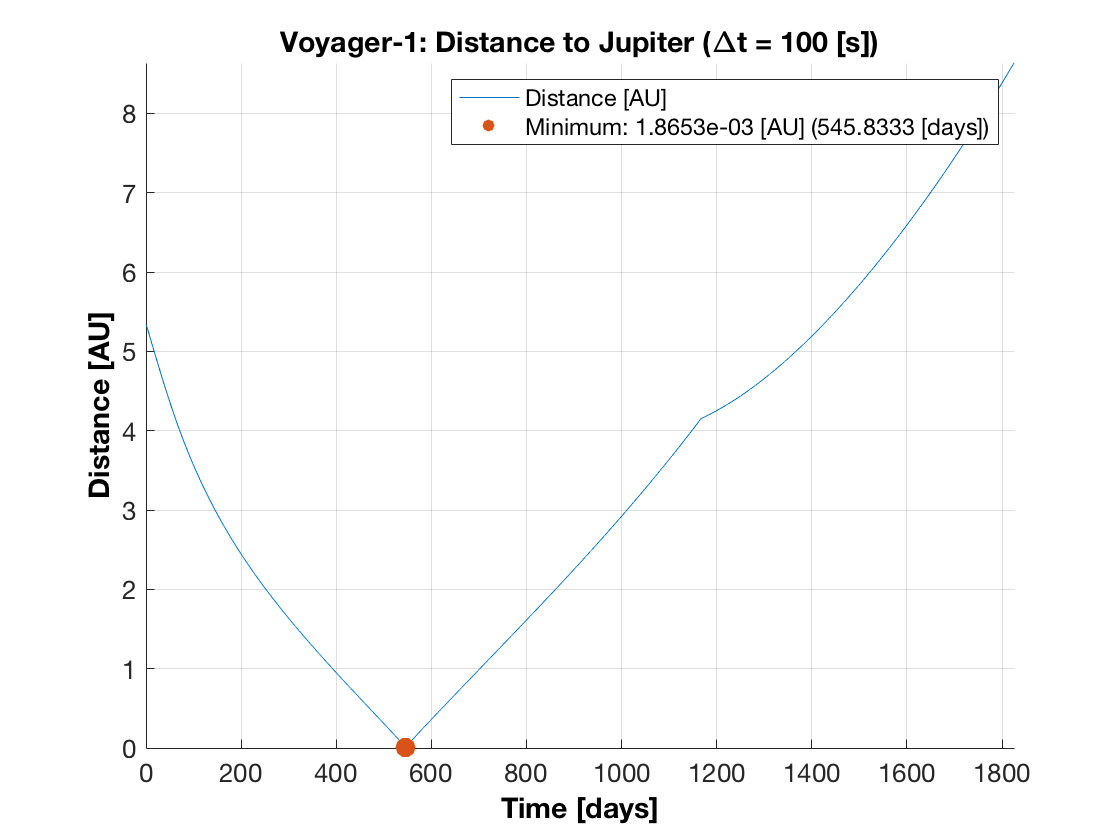 Voyager-1: Distance to Jupiter (Δt = 100 [s])
Distance [AU]
Minimum: 1.8653e-03 [AU] (545.8333 [days])
Distance [AU]
8
7
6
5
4
3
2
1
0
0 200 400 600 800 1000 1200 1400 1600 1800
Time [days]